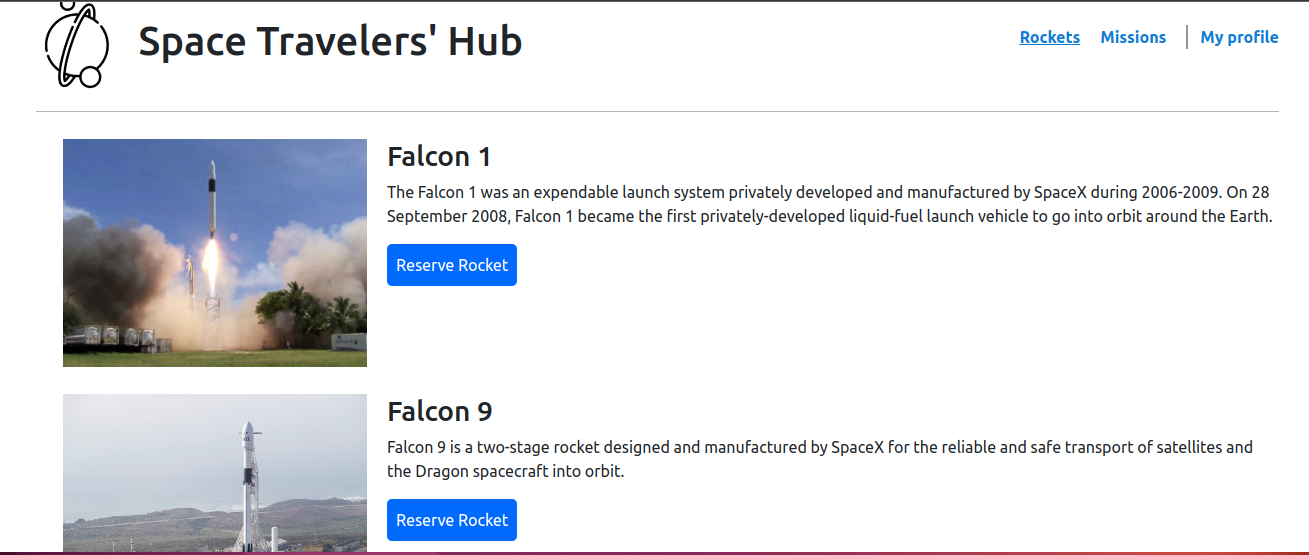 Space Travelers' Hub
Rockets Missions My profile
Falcon 1
The Falcon 1 was an expendable launch system privately developed and manufactured by SpaceX during 2006-2009. On 28
September 2008, Falcon 1 became the first privately-developed liquid-fuel launch vehicle to go into orbit around the Earth.
Reserve Rocket
Falcon 9
Falcon 9 is a two-stage rocket designed and manufactured by SpaceX for the reliable and safe transport of satellites and
the Dragon spacecraft into orbit.
Reserve Rocket